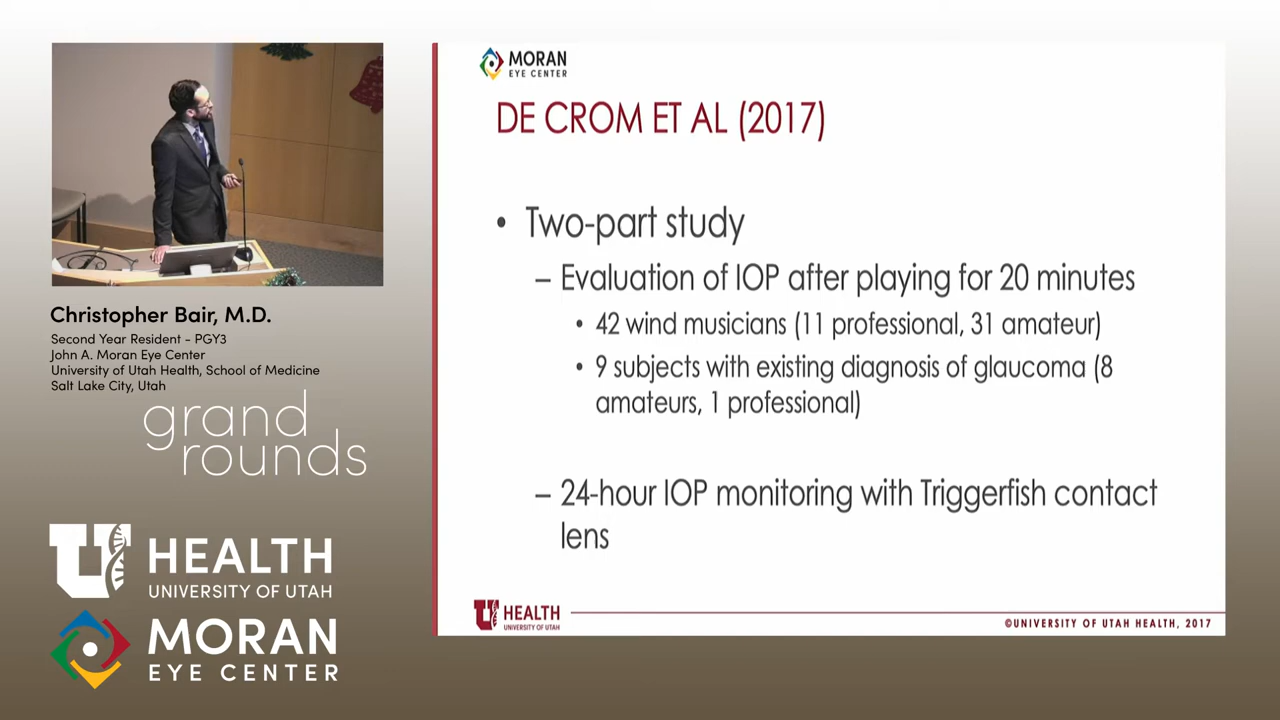 Christopher Bair, M.D.
Second Year Resident - PGY3
John A. Moran Eye Center
University of Utah Health, School of Medicine
Salt Lake City, Utah
grand
rounds
U HEALTH
UNIVERSITY OF UTAH
MORAN
EYE CENTER
MORAN
EYE CENTER
DE CROM ET AL (2017)
• Two-part study
– Evaluation of IOP after playing for 20 minutes
• 42 wind musicians (11 professional, 31 amateur)
• 9 subjects with existing diagnosis of glaucoma (8
amateurs, 1 professional)
– 24-hour IOP monitoring with Triggerfish contact
lens
U HEALTH
UNIVERSITY OF UTAH
©UNIVERSITY OF UTAH HEALTH, 2017